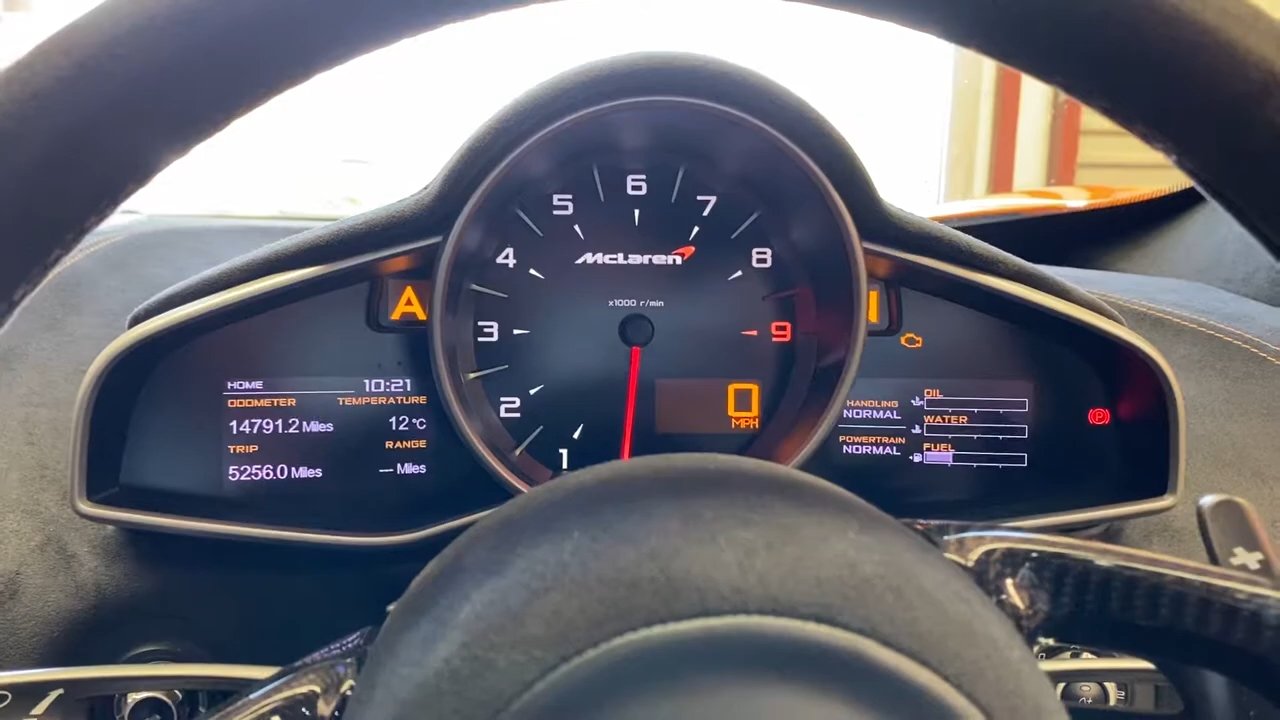 6
5
7
4
McLaren
8
x1000 r/min
A
3
9
HOME 10:21
ODOMETER TEMPERATURE
14791.2 Miles 12°C
TRIP RANGE
5256.0 Miles --- Miles
2
1
0
MPH
HANDLING
NORMAL
POWERTRAIN
NORMAL
OIL
WATER
FUEL
P